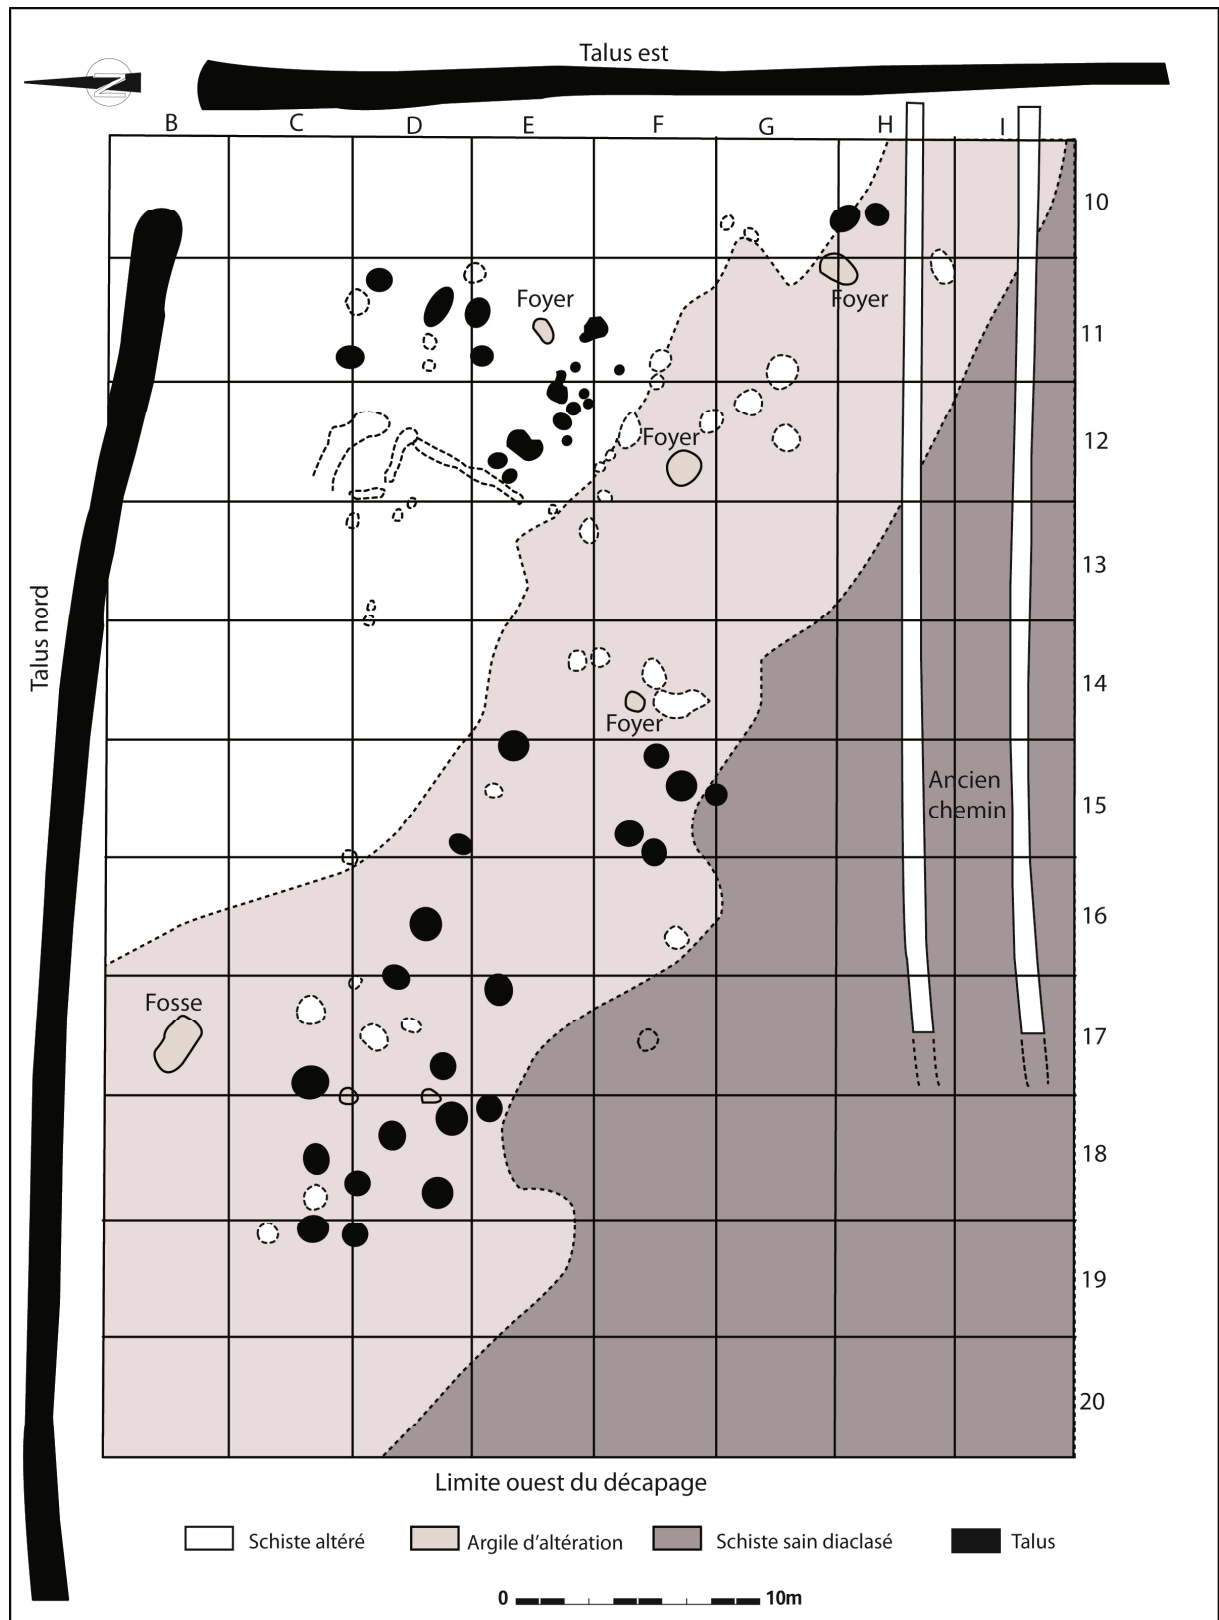 Talus est
N
B C D E F G H I
10
Foyer
Foyer
11
Foyer
12
13
Talus nord
14
Foyer
Ancien
chemin
15
16
Fosse
17
18
19
20
Limite ouest du décapage
Schiste altéré Argile d'altération Schiste sain diaclasé Talus
0 10m